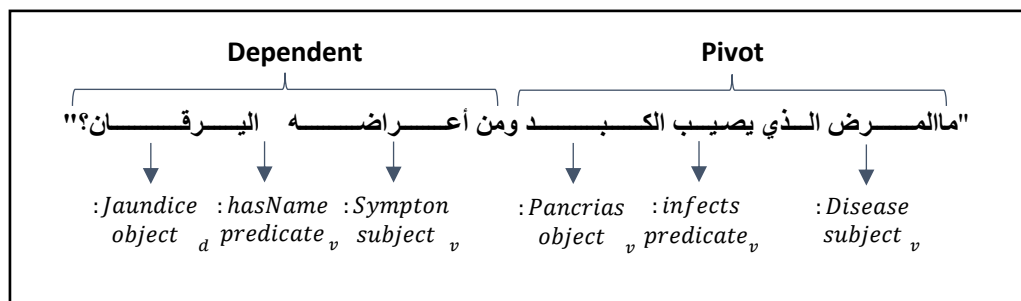 Dependent Pivot
"ماالمرض الذي يصيب الكبد ومن أعراضه اليرقان؟"
:Jaundice :hasName :Sympton :Pancrias :infects :Disease
object d predicate v subject v object v predicate v subject v